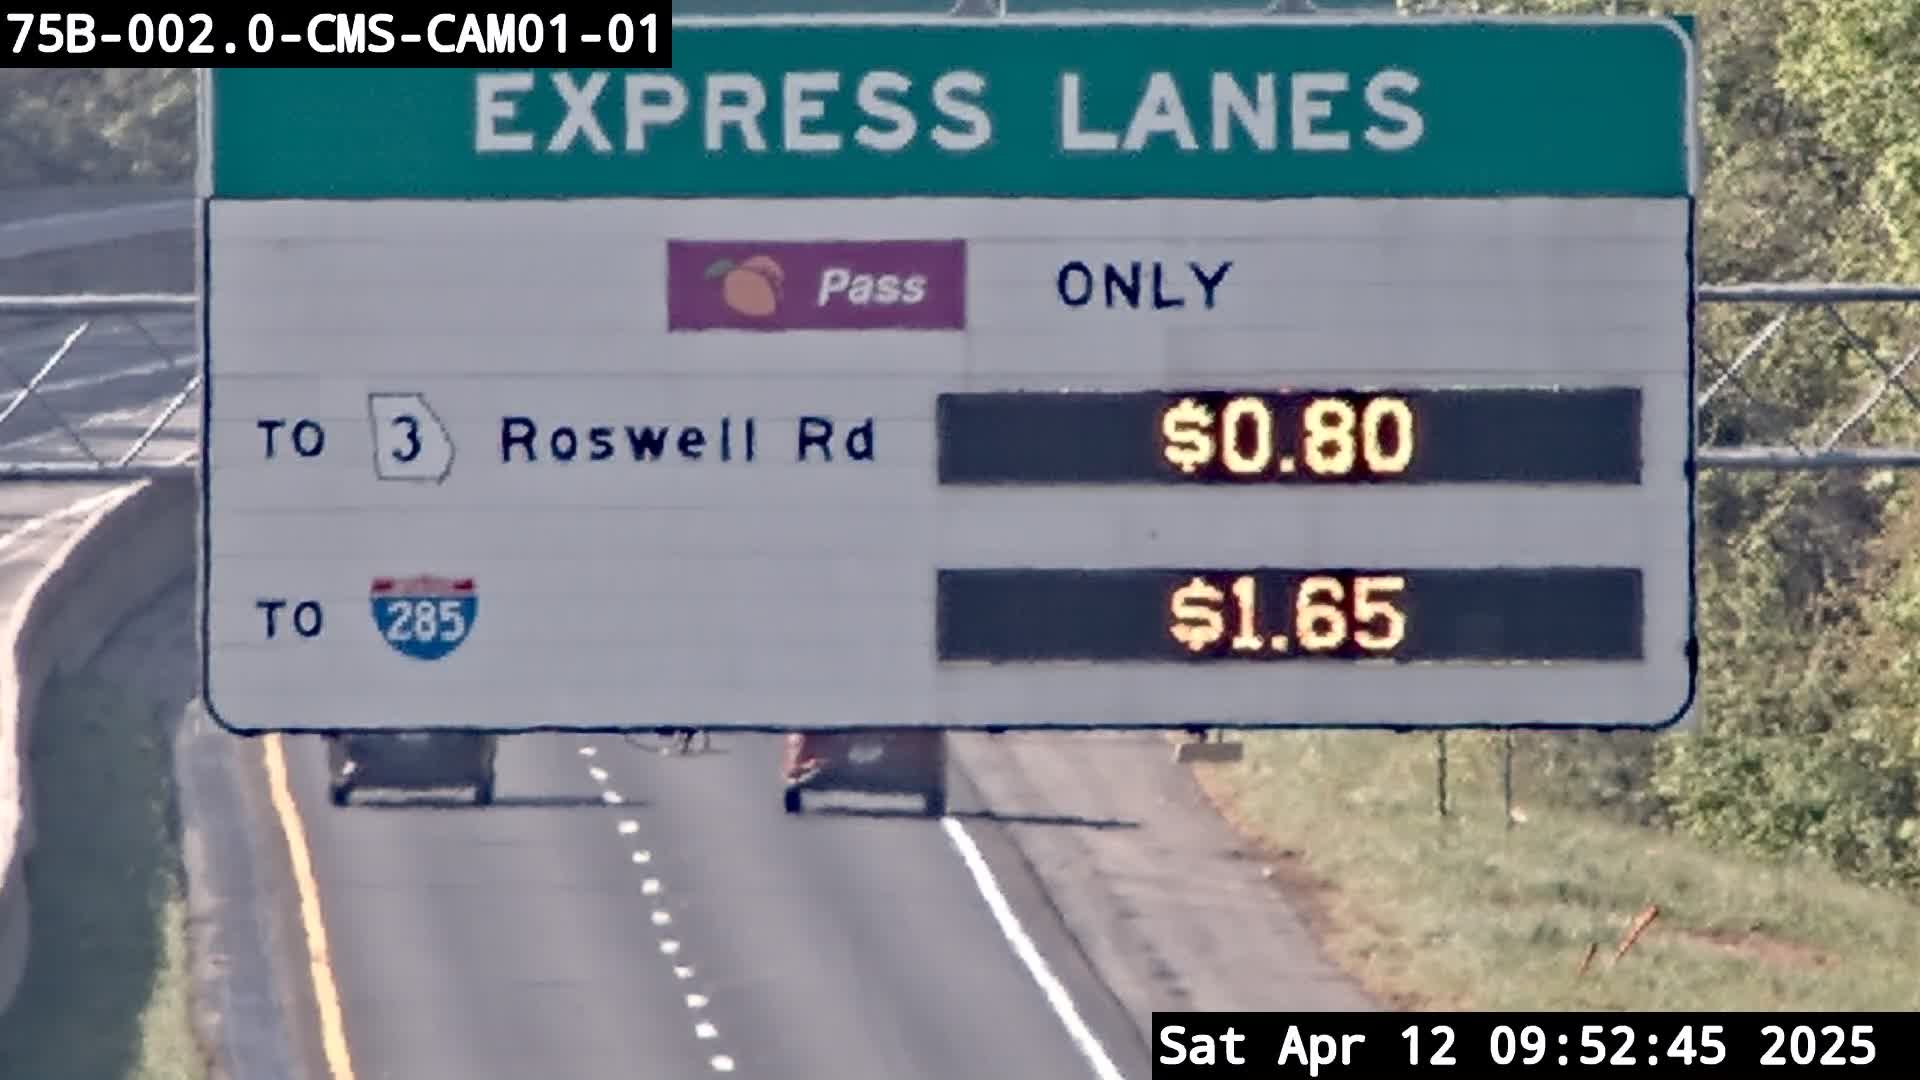 75B-002.0-CMS-CAM01-01
EXPRESS LANES
Pass ONLY
TO 3 Roswell Rd $0.80
TO 285 $1.65
Sat Apr 12 09:52:45 2025